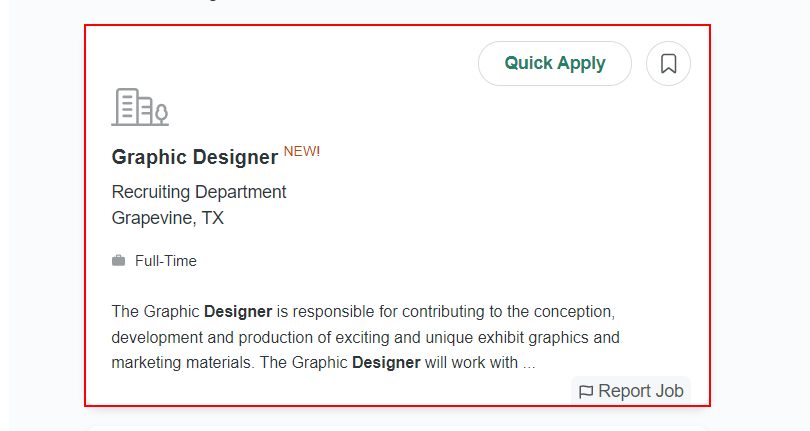 Quick Apply
Graphic Designer NEW!
Recruiting Department
Grapevine, TX
Full-Time
The Graphic Designer is responsible for contributing to the conception,
development and production of exciting and unique exhibit graphics and
marketing materials. The Graphic Designer will work with ...
Report Job